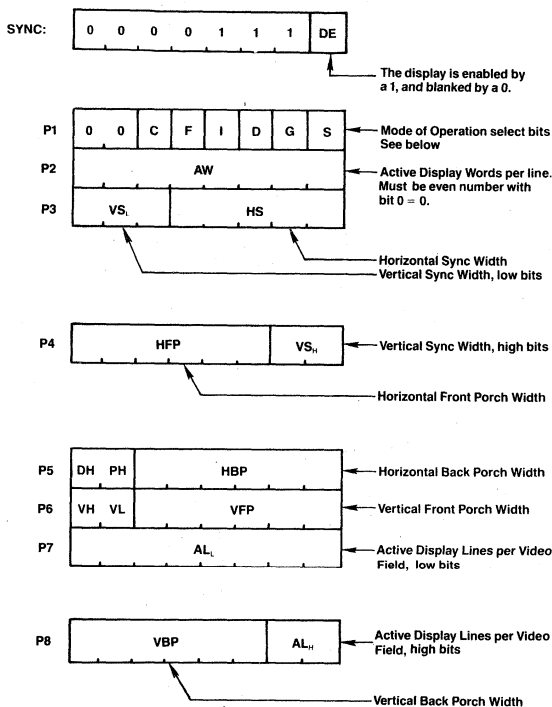 SYNC: 0 0 0 0 1 1 1 DE
The display is enabled by
a 1, and blanked by a 0.
P1 0 0 C F I D G S Mode of Operation select bits
See below
P2 AW Active Display Words per line.
Must be even number with
bit 0 = 0.
P3 VSL HS
Horizontal Sync Width
Vertical Sync Width, low bits
P4 HFP VSH Vertical Sync Width, high bits
Horizontal Front Porch Width
P5 DH PH HBP Horizontal Back Porch Width
P6 VH VL VFP Vertical Front Porch Width
P7 ALL Active Display Lines per Video
Field, low bits
P8 VBP ALH Active Display Lines per Video
Field, high bits
Vertical Back Porch Width